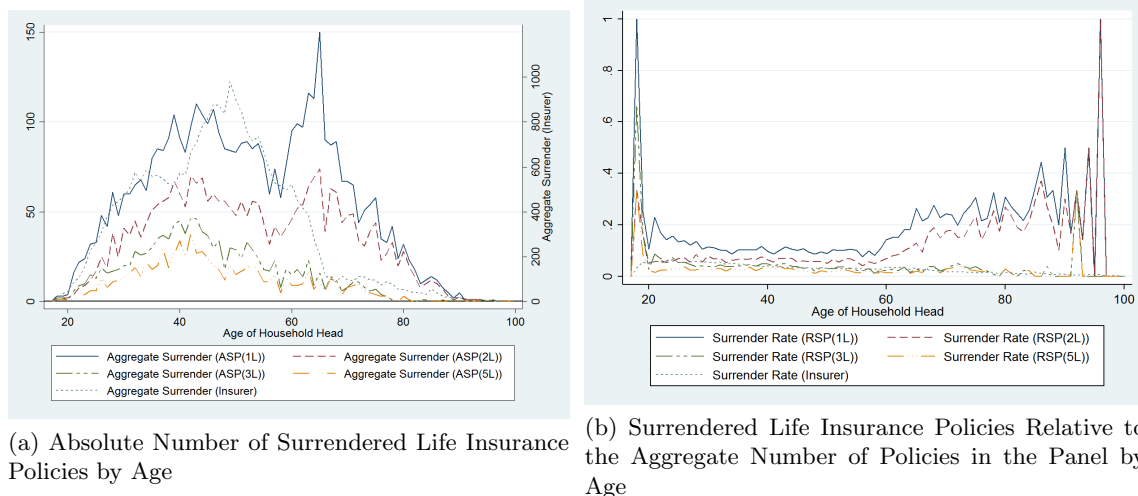 150
100
50
0
1000
800
600
400
200
0
Aggregate Surrender (Insurer)
20
40
60
80
100
Age of Household Head
Aggregate Surrender (ASP(1L))
Aggregate Surrender (ASP(2L))
Aggregate Surrender (ASP(3L))
Aggregate Surrender (ASP(5L))
Aggregate Surrender (Insurer)
(a) Absolute Number of Surrendered Life Insurance
Policies by Age
1
.8
.6
.4
.2
0
20
40
60
80
100
Age of Household Head
Surrender Rate (RSP(1L))
Surrender Rate (RSP(2L))
Surrender Rate (RSP(3L))
Surrender Rate (RSP(5L))
Surrender Rate (Insurer)
(b) Surrendered Life Insurance Policies Relative to
the Aggregate Number of Policies in the Panel by
Age